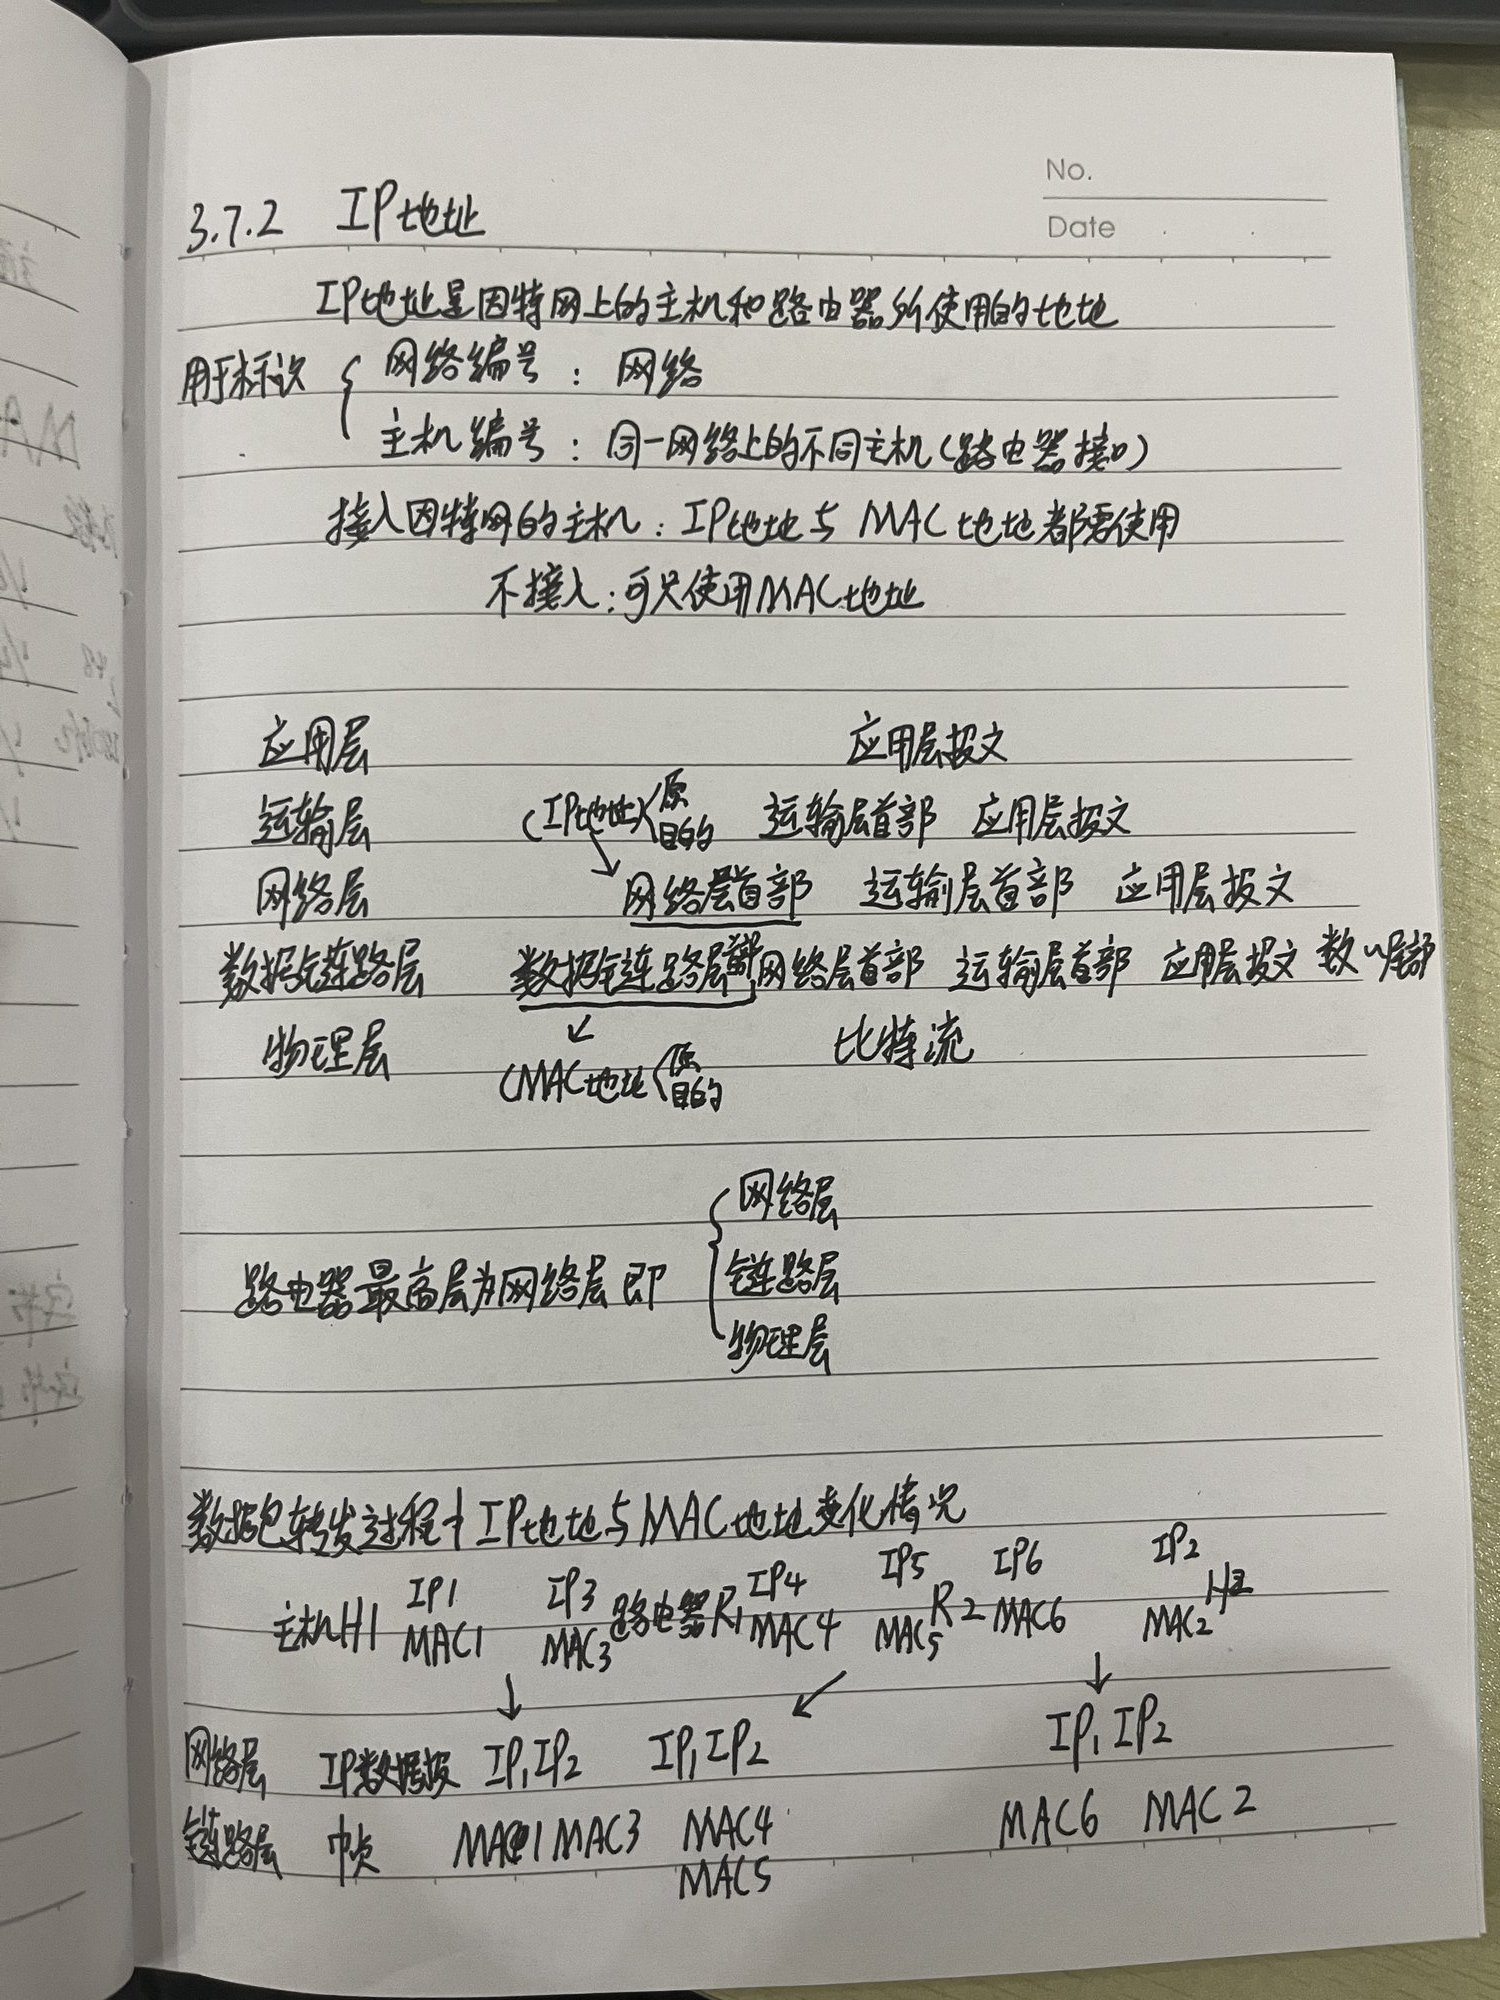 No.
Date
3.7.2 IP地址
IP地址是因特网上的主机和路由器所使用的地址
用于标识 { 网络编号：网络
主机编号：同一网络上的不同主机(路由器接口)
接入因特网的主机：IP地址与MAC地址都要使用
不接入：可只使用MAC地址
应用层 应用层报文
运输层 (IP地址)〈原 目的 运输层首部 应用层报文
网络层 网络层首部 运输层首部 应用层报文
数据链路层 数据链路层首部 网络层首部 运输层首部 应用层报文 数〃尾部
物理层 比特流
(MAC地址〈原 目的
路由器最高层为网络层即 { 网络层
链路层
物理层
数据包转发过程中IP地址与MAC地址变化情况
IP1 IP3 IP4 IP5 IP6 IP2
主机H1 MAC1 MAC3 路由器R1 MAC4 MAC5 R2 MAC6 MAC2 H2
网络层 IP数据报 IP1 IP2 IP1 IP2 IP1 IP2
链路层 帧 MAC1 MAC3 MAC4 MAC6 MAC2
MAC5